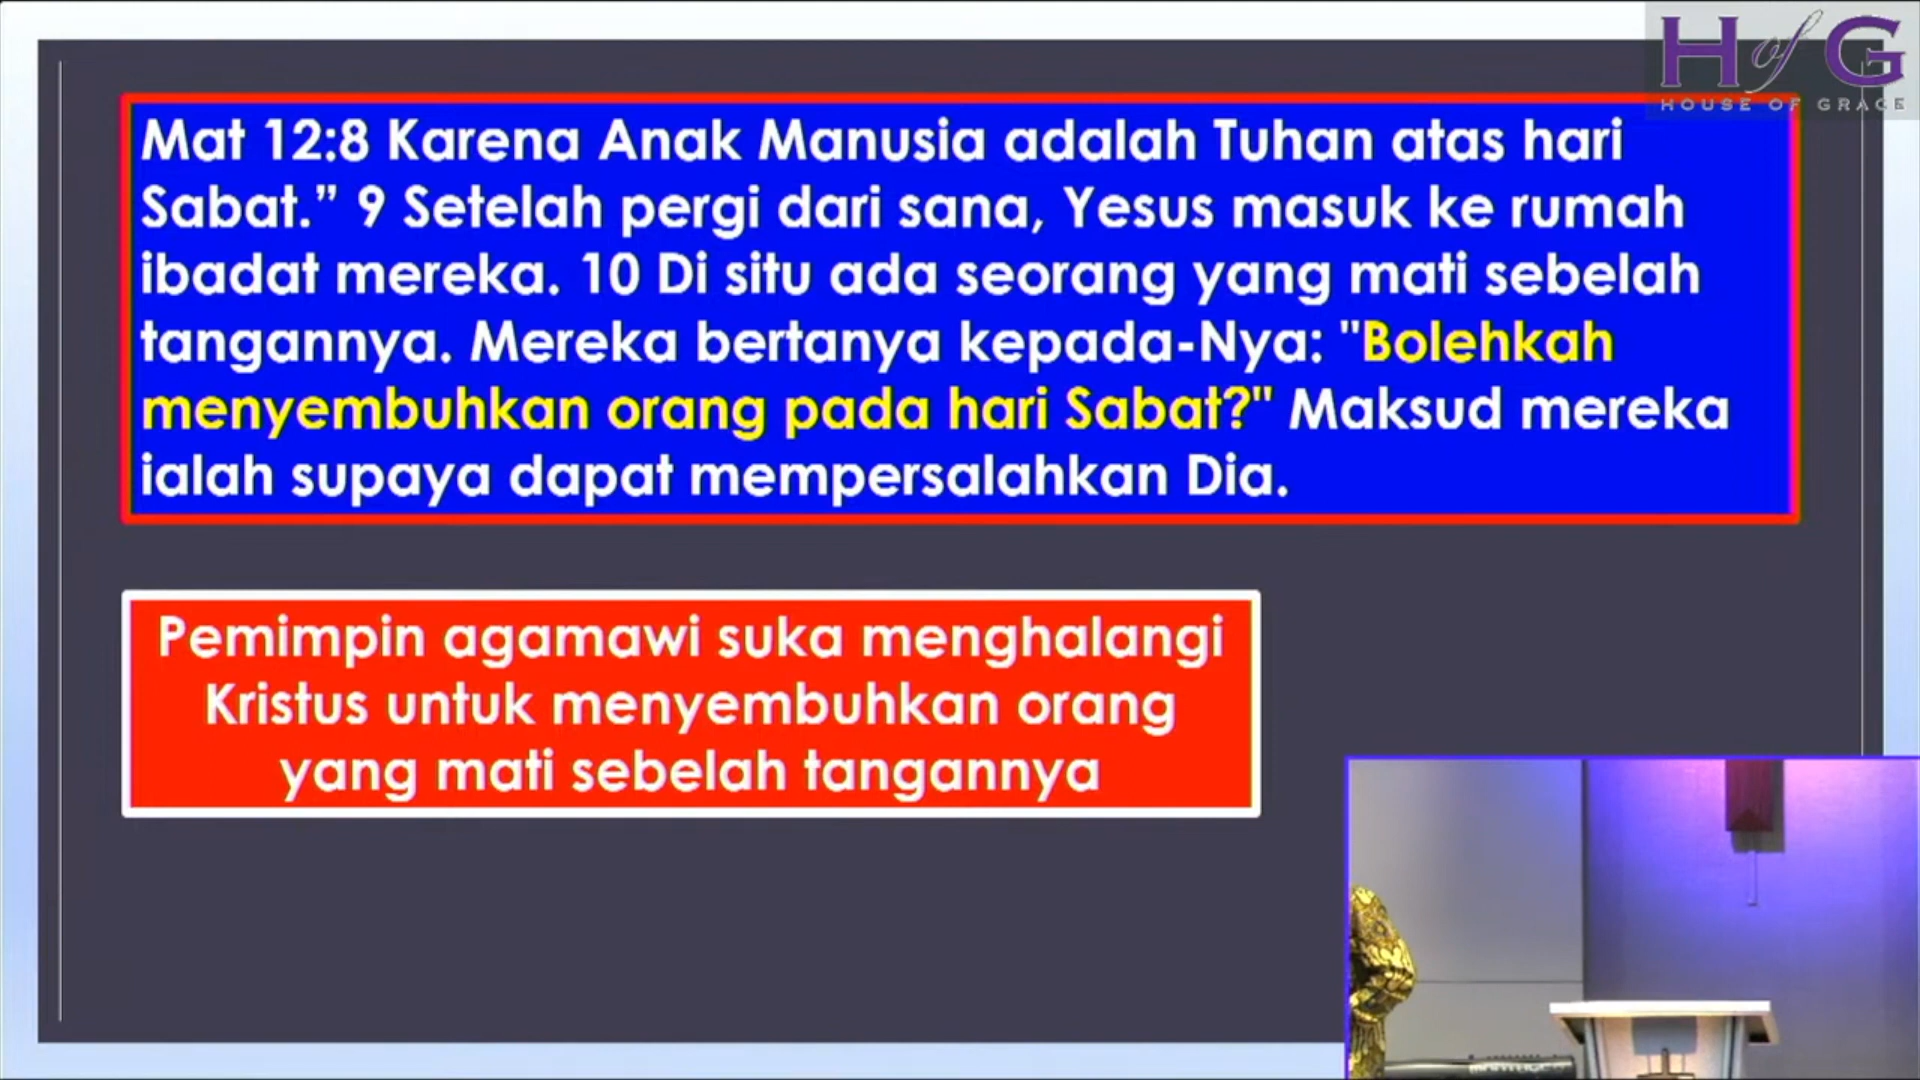 H of G
HOUSE OF GRACE
Mat 12:8 Karena Anak Manusia adalah Tuhan atas hari
Sabat.” 9 Setelah pergi dari sana, Yesus masuk ke rumah
ibadat mereka. 10 Di situ ada seorang yang mati sebelah
tangannya. Mereka bertanya kepada-Nya: "Bolehkah
menyembuhkan orang pada hari Sabat?" Maksud mereka
ialah supaya dapat mempersalahkan Dia.
Pemimpin agamawi suka menghalangi
Kristus untuk menyembuhkan orang
yang mati sebelah tangannya